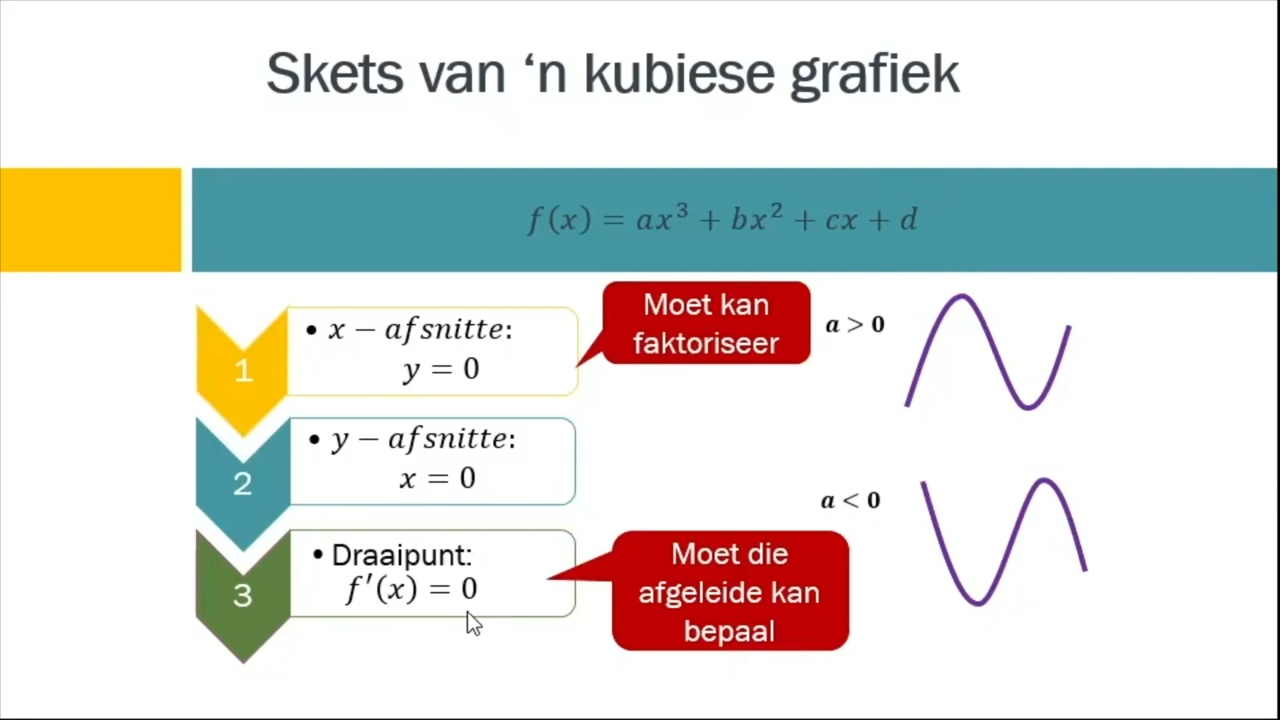 Skets van ‘n kubiese grafiek
f(x) = ax³ + bx² + cx + d
1
• x − afsnitte:
y = 0
Moet kan
faktoriseer
a > 0
2
• y − afsnitte:
x = 0
a < 0
3
• Draaipunt:
f′(x) = 0
Moet die
afgeleide kan
bepaal